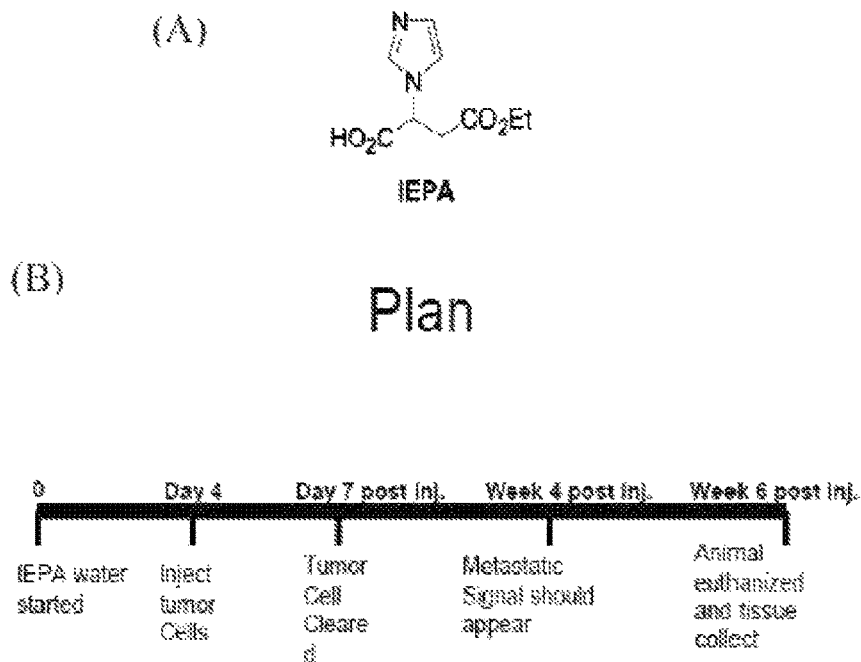 (A)
N
N
HO₂C
CO₂Et
IEPA
(B)
Plan
0
Day 4
Day 7 post Inj.
Week 4 post Inj.
Week 6 post Inj.
IEPA water
started
Inject
tumor
Cells
Tumor
Cell
Cleare
d
Metastatic
Signal should
appear
Animal
euthanized
and tissue
collect